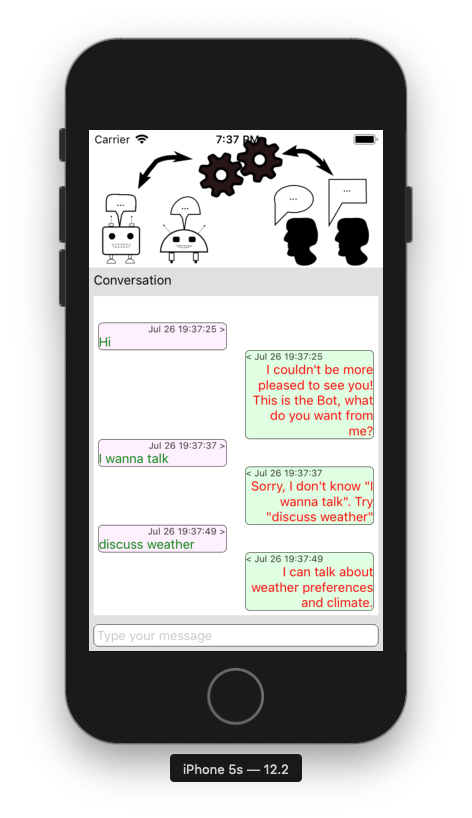 Carrier 7:37 PM
... ... ... ...
Conversation
Jul 26 19:37:25 >
Hi
< Jul 26 19:37:25
I couldn't be more
pleased to see you!
This is the Bot, what
do you want from
me?
Jul 26 19:37:37 >
I wanna talk
< Jul 26 19:37:37
Sorry, I don't know "I
wanna talk". Try
"discuss weather"
Jul 26 19:37:49 >
discuss weather
< Jul 26 19:37:49
I can talk about
weather preferences
and climate.
Type your message
iPhone 5s — 12.2